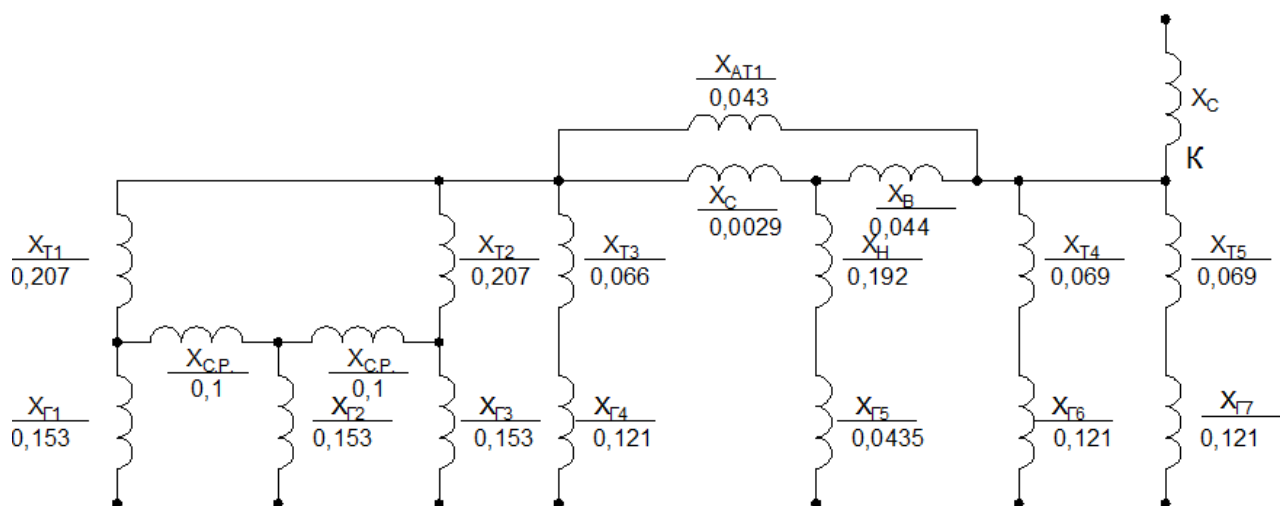 X_АТ1
0,043
X_C
К
X_C
0,0029
X_B
0,044
X_T1
0,207
X_T2
0,207
X_T3
0,066
X_H
0,192
X_T4
0,069
X_T5
0,069
X_C.P.
0,1
X_C.P.
0,1
X_Г1
0,153
X_Г2
0,153
X_Г3
0,153
X_Г4
0,121
X_Г5
0,0435
X_Г6
0,121
X_Г7
0,121